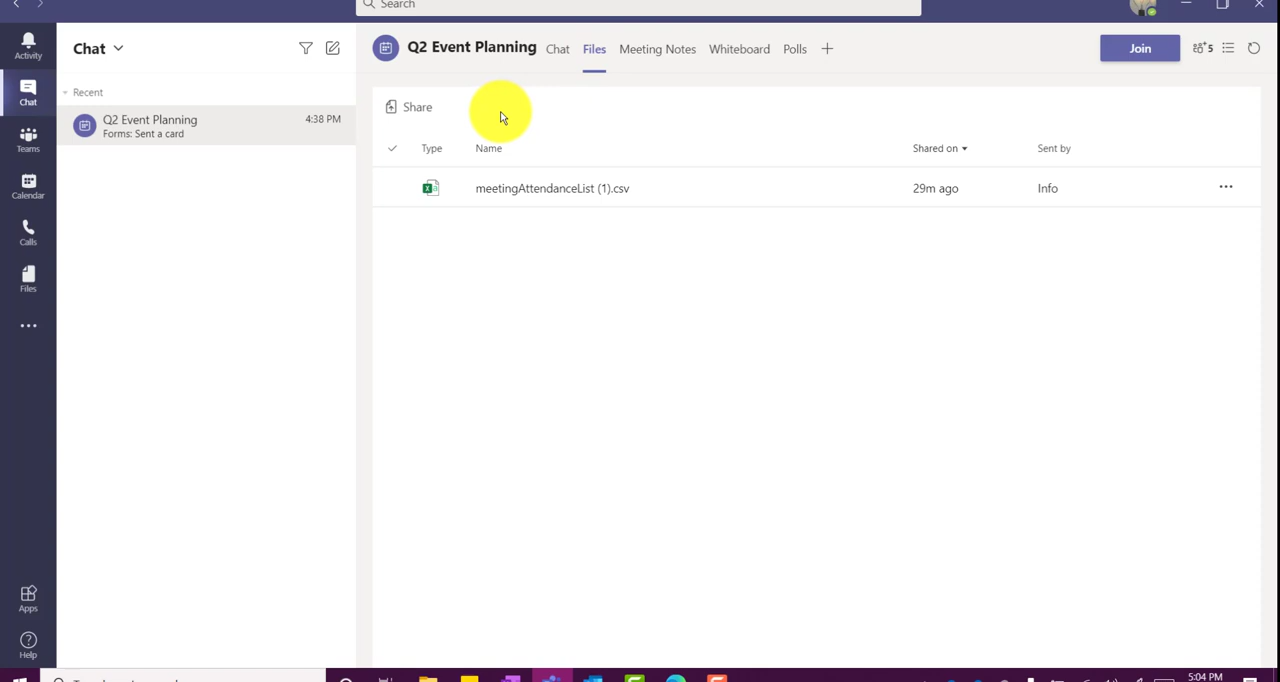 Search
Activity
Chat
Teams
Calendar
Calls
Files
Apps
Help
Chat
Recent
Q2 Event Planning
4:38 PM
Forms: Sent a card
Q2 Event Planning
Chat
Files
Meeting Notes
Whiteboard
Polls
Join
5
Share
Type
Name
Shared on
Sent by
meetingAttendanceList (1).csv
29m ago
Info
5:04 PM